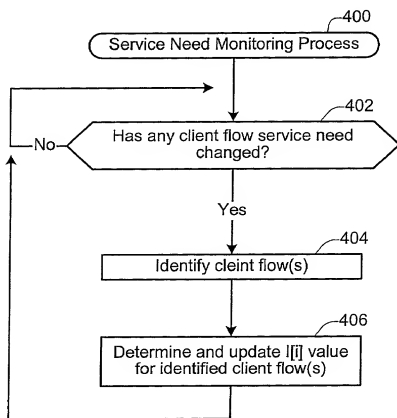 400
Service Need Monitoring Process
402
Has any client flow service need
changed?
No
Yes
404
Identify cleint flow(s)
406
Determine and update I[i] value
for identified client flow(s)